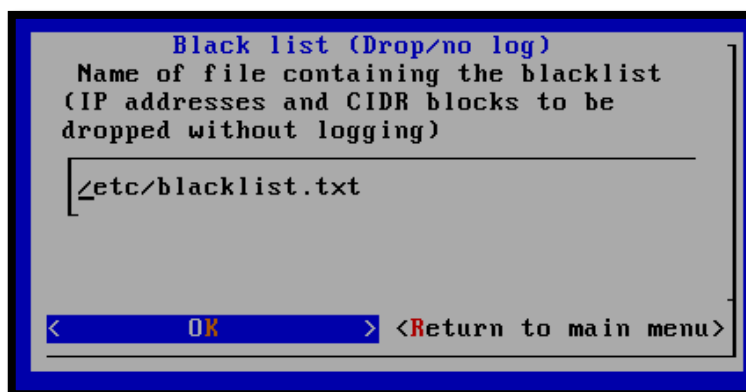 Black list (Drop/no log)
Name of file containing the blacklist
(IP addresses and CIDR blocks to be
dropped without logging)
/etc/blacklist.txt
< OK > <Return to main menu>